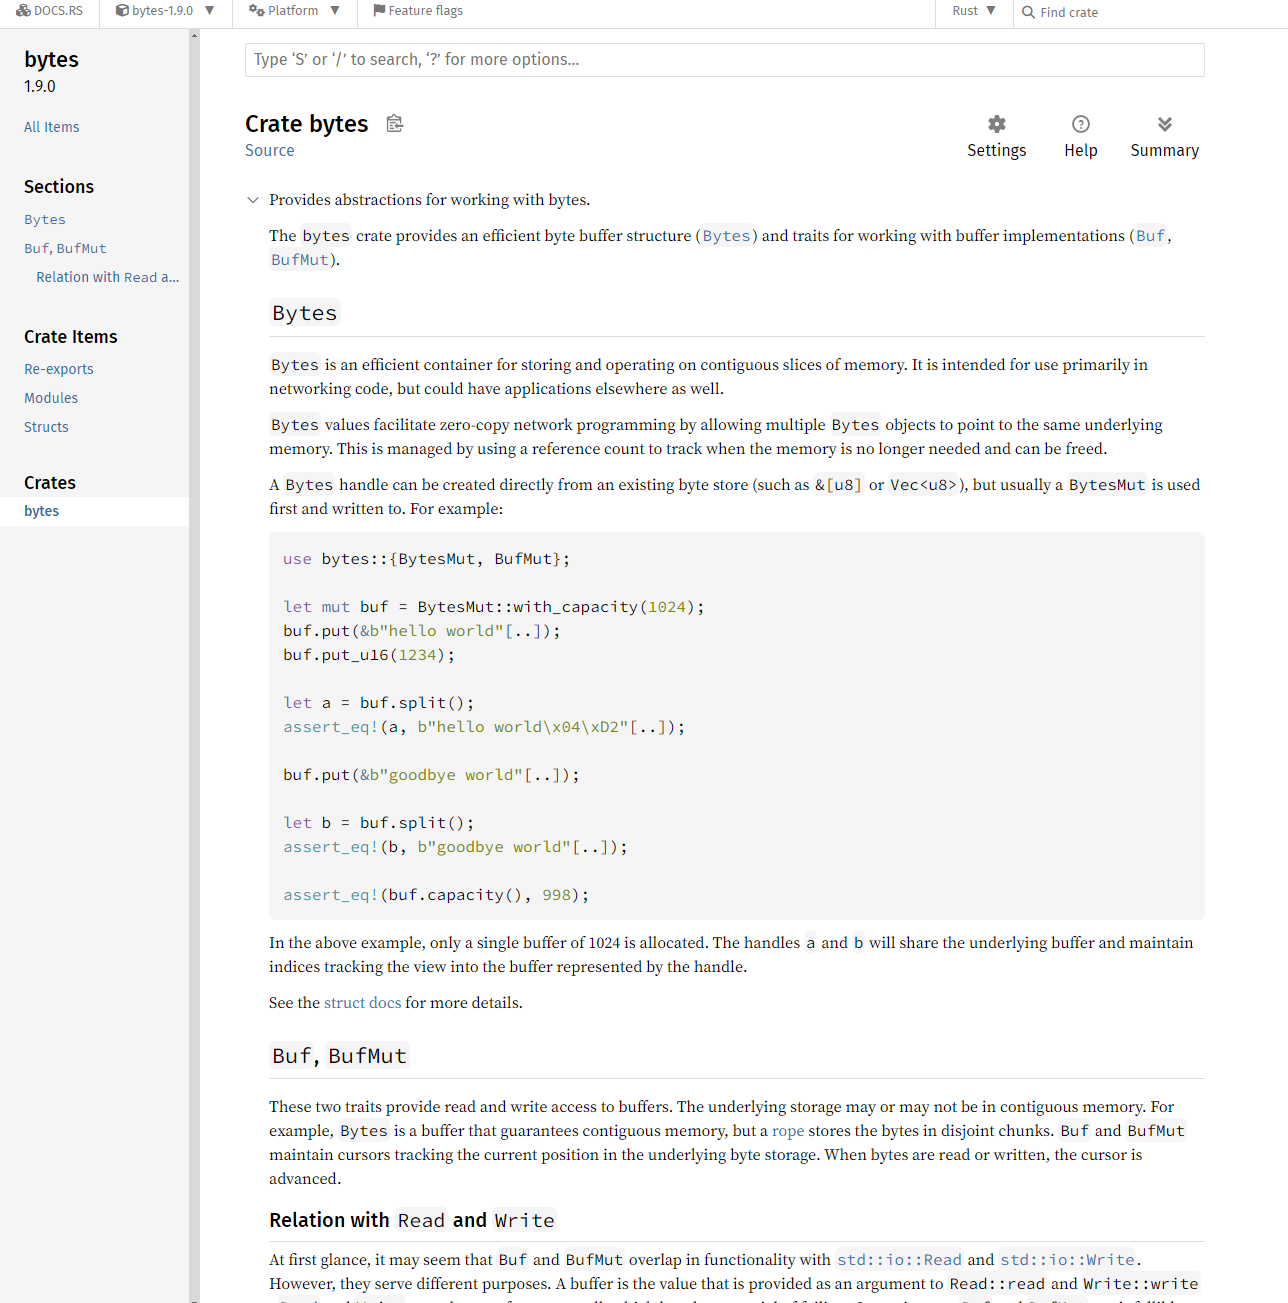 DOCS.RS
bytes-1.9.0
Platform
Feature flags
Rust
Find crate
bytes
1.9.0
All Items
Sections
Bytes
Buf, BufMut
Relation with Read a...
Crate Items
Re-exports
Modules
Structs
Crates
bytes
Type ‘S’ or ‘/’ to search, ‘?’ for more options…
Crate bytes
Source
Settings
Help
Summary
Provides abstractions for working with bytes.
The bytes crate provides an efficient byte buffer structure (Bytes) and traits for working with buffer implementations (Buf,
BufMut).
Bytes
Bytes is an efficient container for storing and operating on contiguous slices of memory. It is intended for use primarily in
networking code, but could have applications elsewhere as well.
Bytes values facilitate zero-copy network programming by allowing multiple Bytes objects to point to the same underlying
memory. This is managed by using a reference count to track when the memory is no longer needed and can be freed.
A Bytes handle can be created directly from an existing byte store (such as &[u8] or Vec<u8>), but usually a BytesMut is used
first and written to. For example:
use bytes::{BytesMut, BufMut};
let mut buf = BytesMut::with_capacity(1024);
buf.put(&b"hello world"[..]);
buf.put_u16(1234);
let a = buf.split();
assert_eq!(a, b"hello world\x04\xD2"[..]);
buf.put(&b"goodbye world"[..]);
let b = buf.split();
assert_eq!(b, b"goodbye world"[..]);
assert_eq!(buf.capacity(), 998);
In the above example, only a single buffer of 1024 is allocated. The handles a and b will share the underlying buffer and maintain
indices tracking the view into the buffer represented by the handle.
See the struct docs for more details.
Buf, BufMut
These two traits provide read and write access to buffers. The underlying storage may or may not be in contiguous memory. For
example, Bytes is a buffer that guarantees contiguous memory, but a rope stores the bytes in disjoint chunks. Buf and BufMut
maintain cursors tracking the current position in the underlying byte storage. When bytes are read or written, the cursor is
advanced.
Relation with Read and Write
At first glance, it may seem that Buf and BufMut overlap in functionality with std::io::Read and std::io::Write.
However, they serve different purposes. A buffer is the value that is provided as an argument to Read::read and Write::write